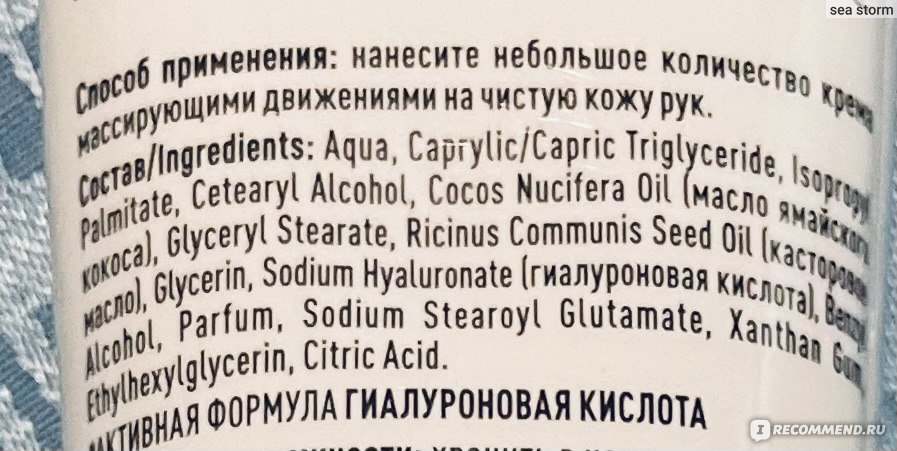 sea storm
Способ применения: нанесите небольшое количество крема
массирующими движениями на чистую кожу рук.
Состав/Ingredients: Aqua, Caprylic/Capric Triglyceride, Isopropyl
Palmitate, Cetearyl Alcohol, Cocos Nucifera Oil (масло ямайского
кокоса), Glyceryl Stearate, Ricinus Communis Seed Oil (касторовое
масло), Glycerin, Sodium Hyaluronate (гиалуроновая кислота), Benzyl
Alcohol, Parfum, Sodium Stearoyl Glutamate, Xanthan Gum,
Ethylhexylglycerin, Citric Acid.
АКТИВНАЯ ФОРМУЛА ГИАЛУРОНОВАЯ КИСЛОТА
IRECOMMEND.RU